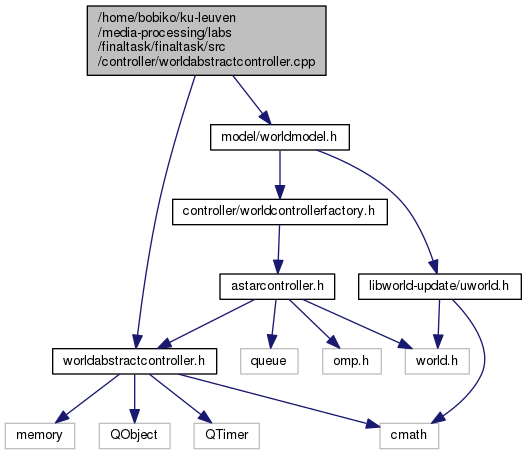 /home/bobiko/ku-leuven
/media-processing/labs
/finaltask/finaltask/src
/controller/worldabstractcontroller.cpp
model/worldmodel.h
controller/worldcontrollerfactory.h
astarcontroller.h
libworld-update/uworld.h
worldabstractcontroller.h
queue
omp.h
world.h
memory
QObject
QTimer
cmath